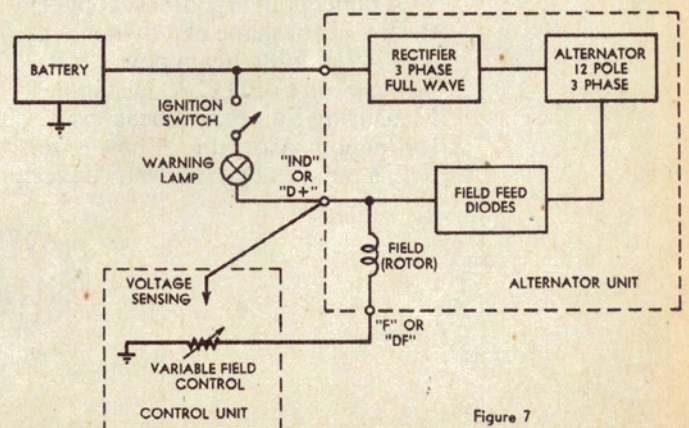 BATTERY
RECTIFIER
3 PHASE
FULL WAVE
ALTERNATOR
12 POLE
3 PHASE
IGNITION
SWITCH
WARNING
LAMP
"IND"
OR
"D+"
FIELD FEED
DIODES
FIELD
(ROTOR)
ALTERNATOR UNIT
VOLTAGE
SENSING
"F" OR
"DF"
VARIABLE FIELD
CONTROL
CONTROL UNIT
Figure 7